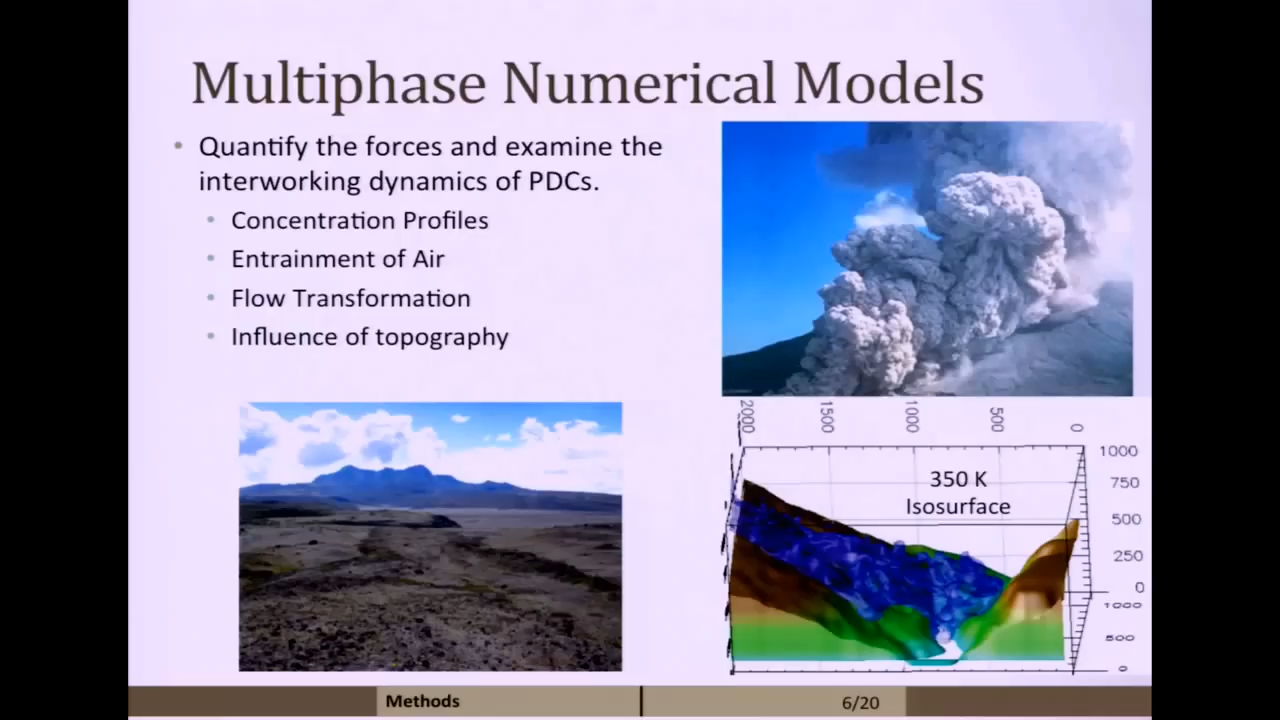 Multiphase Numerical Models
• Quantify the forces and examine the
interworking dynamics of PDCs.
• Concentration Profiles
• Entrainment of Air
• Flow Transformation
• Influence of topography
2000
1500
1000
500
0
1000
750
500
250
0
1000
500
0
350 K
Isosurface
Methods
6/20